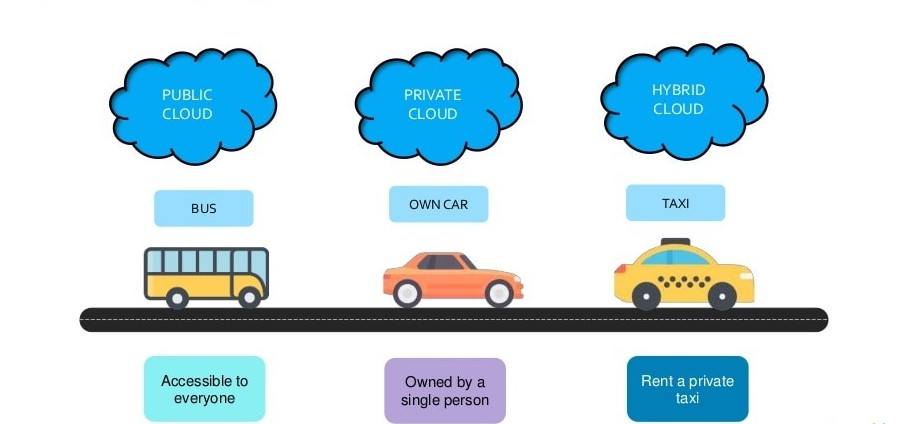 PUBLIC
CLOUD
PRIVATE
CLOUD
HYBRID
CLOUD
BUS
OWN CAR
TAXI
Accessible to
everyone
Owned by a
single person
Rent a private
taxi